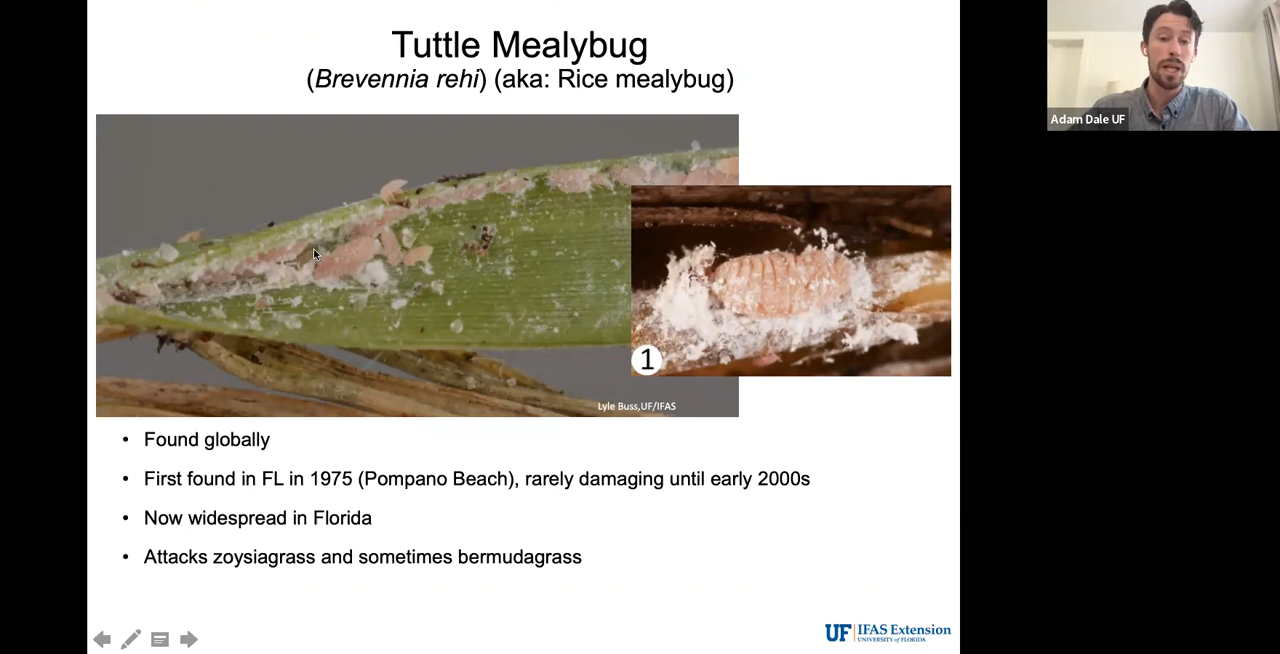 Tuttle Mealybug
(Brevennia rehi) (aka: Rice mealybug)
Adam Dale UF
1
Lyle Buss,UF/IFAS
• Found globally
• First found in FL in 1975 (Pompano Beach), rarely damaging until early 2000s
• Now widespread in Florida
• Attacks zoysiagrass and sometimes bermudagrass
UF IFAS Extension
UNIVERSITY of FLORIDA